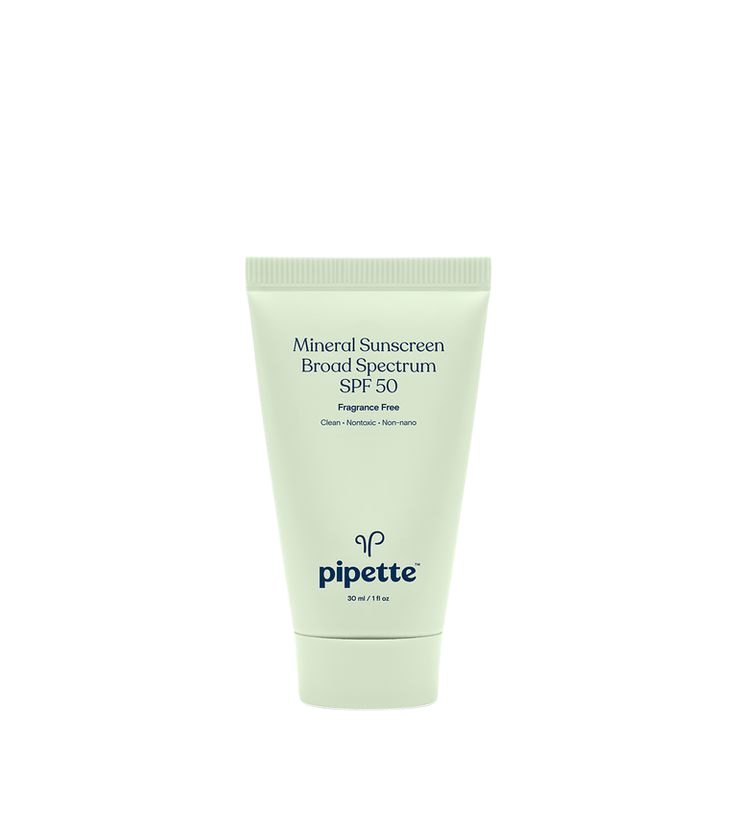 Mineral Sunscreen
Broad Spectrum
SPF 50
Fragrance Free
Clean • Nontoxic • Non-nano
pipette™
30 ml / 1 fl oz